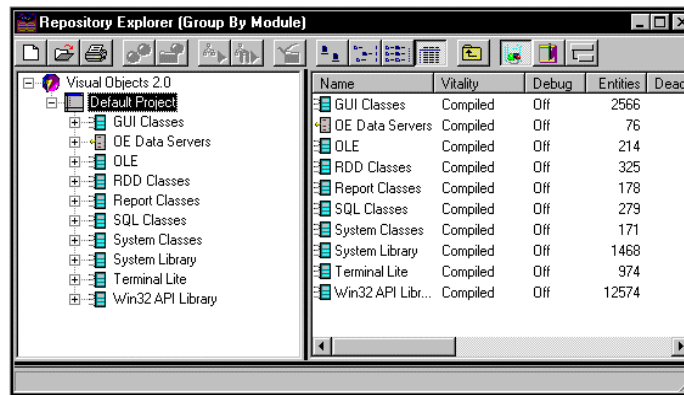 Repository Explorer (Group By Module)
Visual Objects 2.0
Default Project
GUI Classes
OE Data Servers
OLE
RDD Classes
Report Classes
SQL Classes
System Classes
System Library
Terminal Lite
Win32 API Library
Name Vitality Debug Entities Deac
GUI Classes Compiled Off 2566
OE Data Servers Compiled Off 76
OLE Compiled Off 214
RDD Classes Compiled Off 325
Report Classes Compiled Off 178
SQL Classes Compiled Off 279
System Classes Compiled Off 171
System Library Compiled Off 1468
Terminal Lite Compiled Off 974
Win32 API Libr... Compiled Off 12574